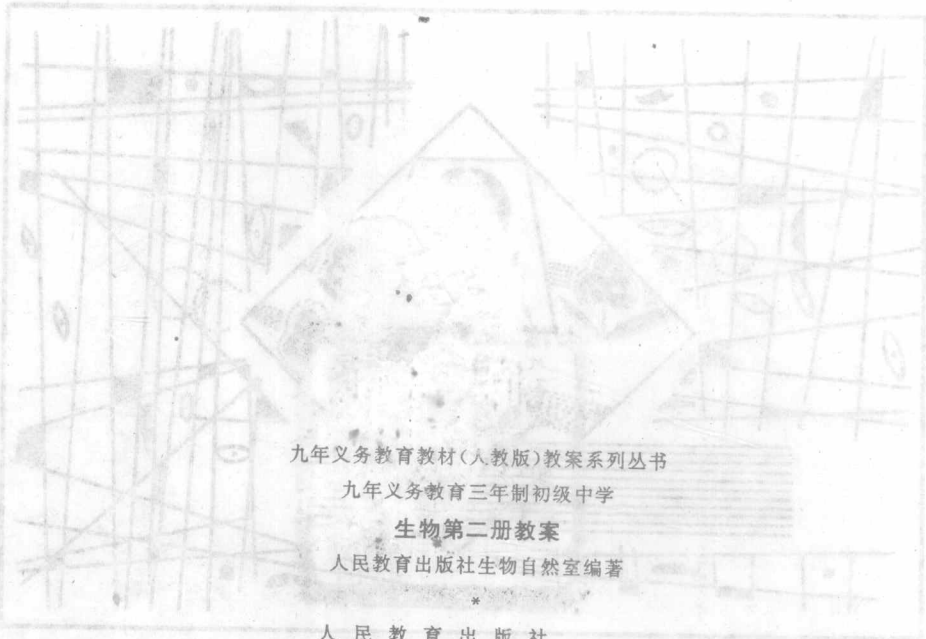 九年义务教育教材(人教版)教案系列丛书
九年义务教育三年制初级中学
生物第二册教案
人民教育出版社生物自然室编著
*
人民教育出版社